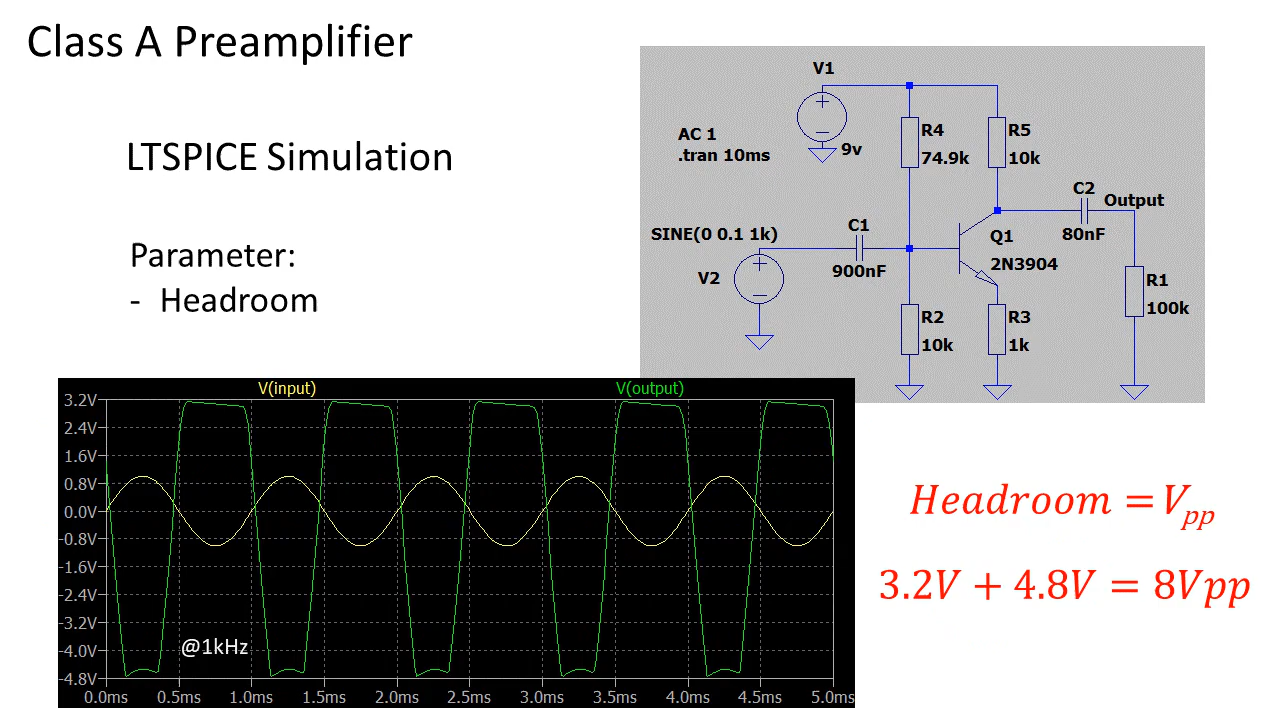 Class A Preamplifier
LTSPICE Simulation
Parameter:
- Headroom
V1
AC 1
.tran 10ms
9v
R4
74.9k
R5
10k
C2
Output
80nF
SINE(0 0.1 1k)
C1
900nF
V2
Q1
2N3904
R1
100k
R2
10k
R3
1k
V(input)
V(output)
3.2V
2.4V
1.6V
0.8V
0.0V
-0.8V
-1.6V
-2.4V
-3.2V
-4.0V
-4.8V
@1kHz
0.0ms 0.5ms 1.0ms 1.5ms 2.0ms 2.5ms 3.0ms 3.5ms 4.0ms 4.5ms 5.0ms
Headroom = Vpp
3.2V + 4.8V = 8Vpp